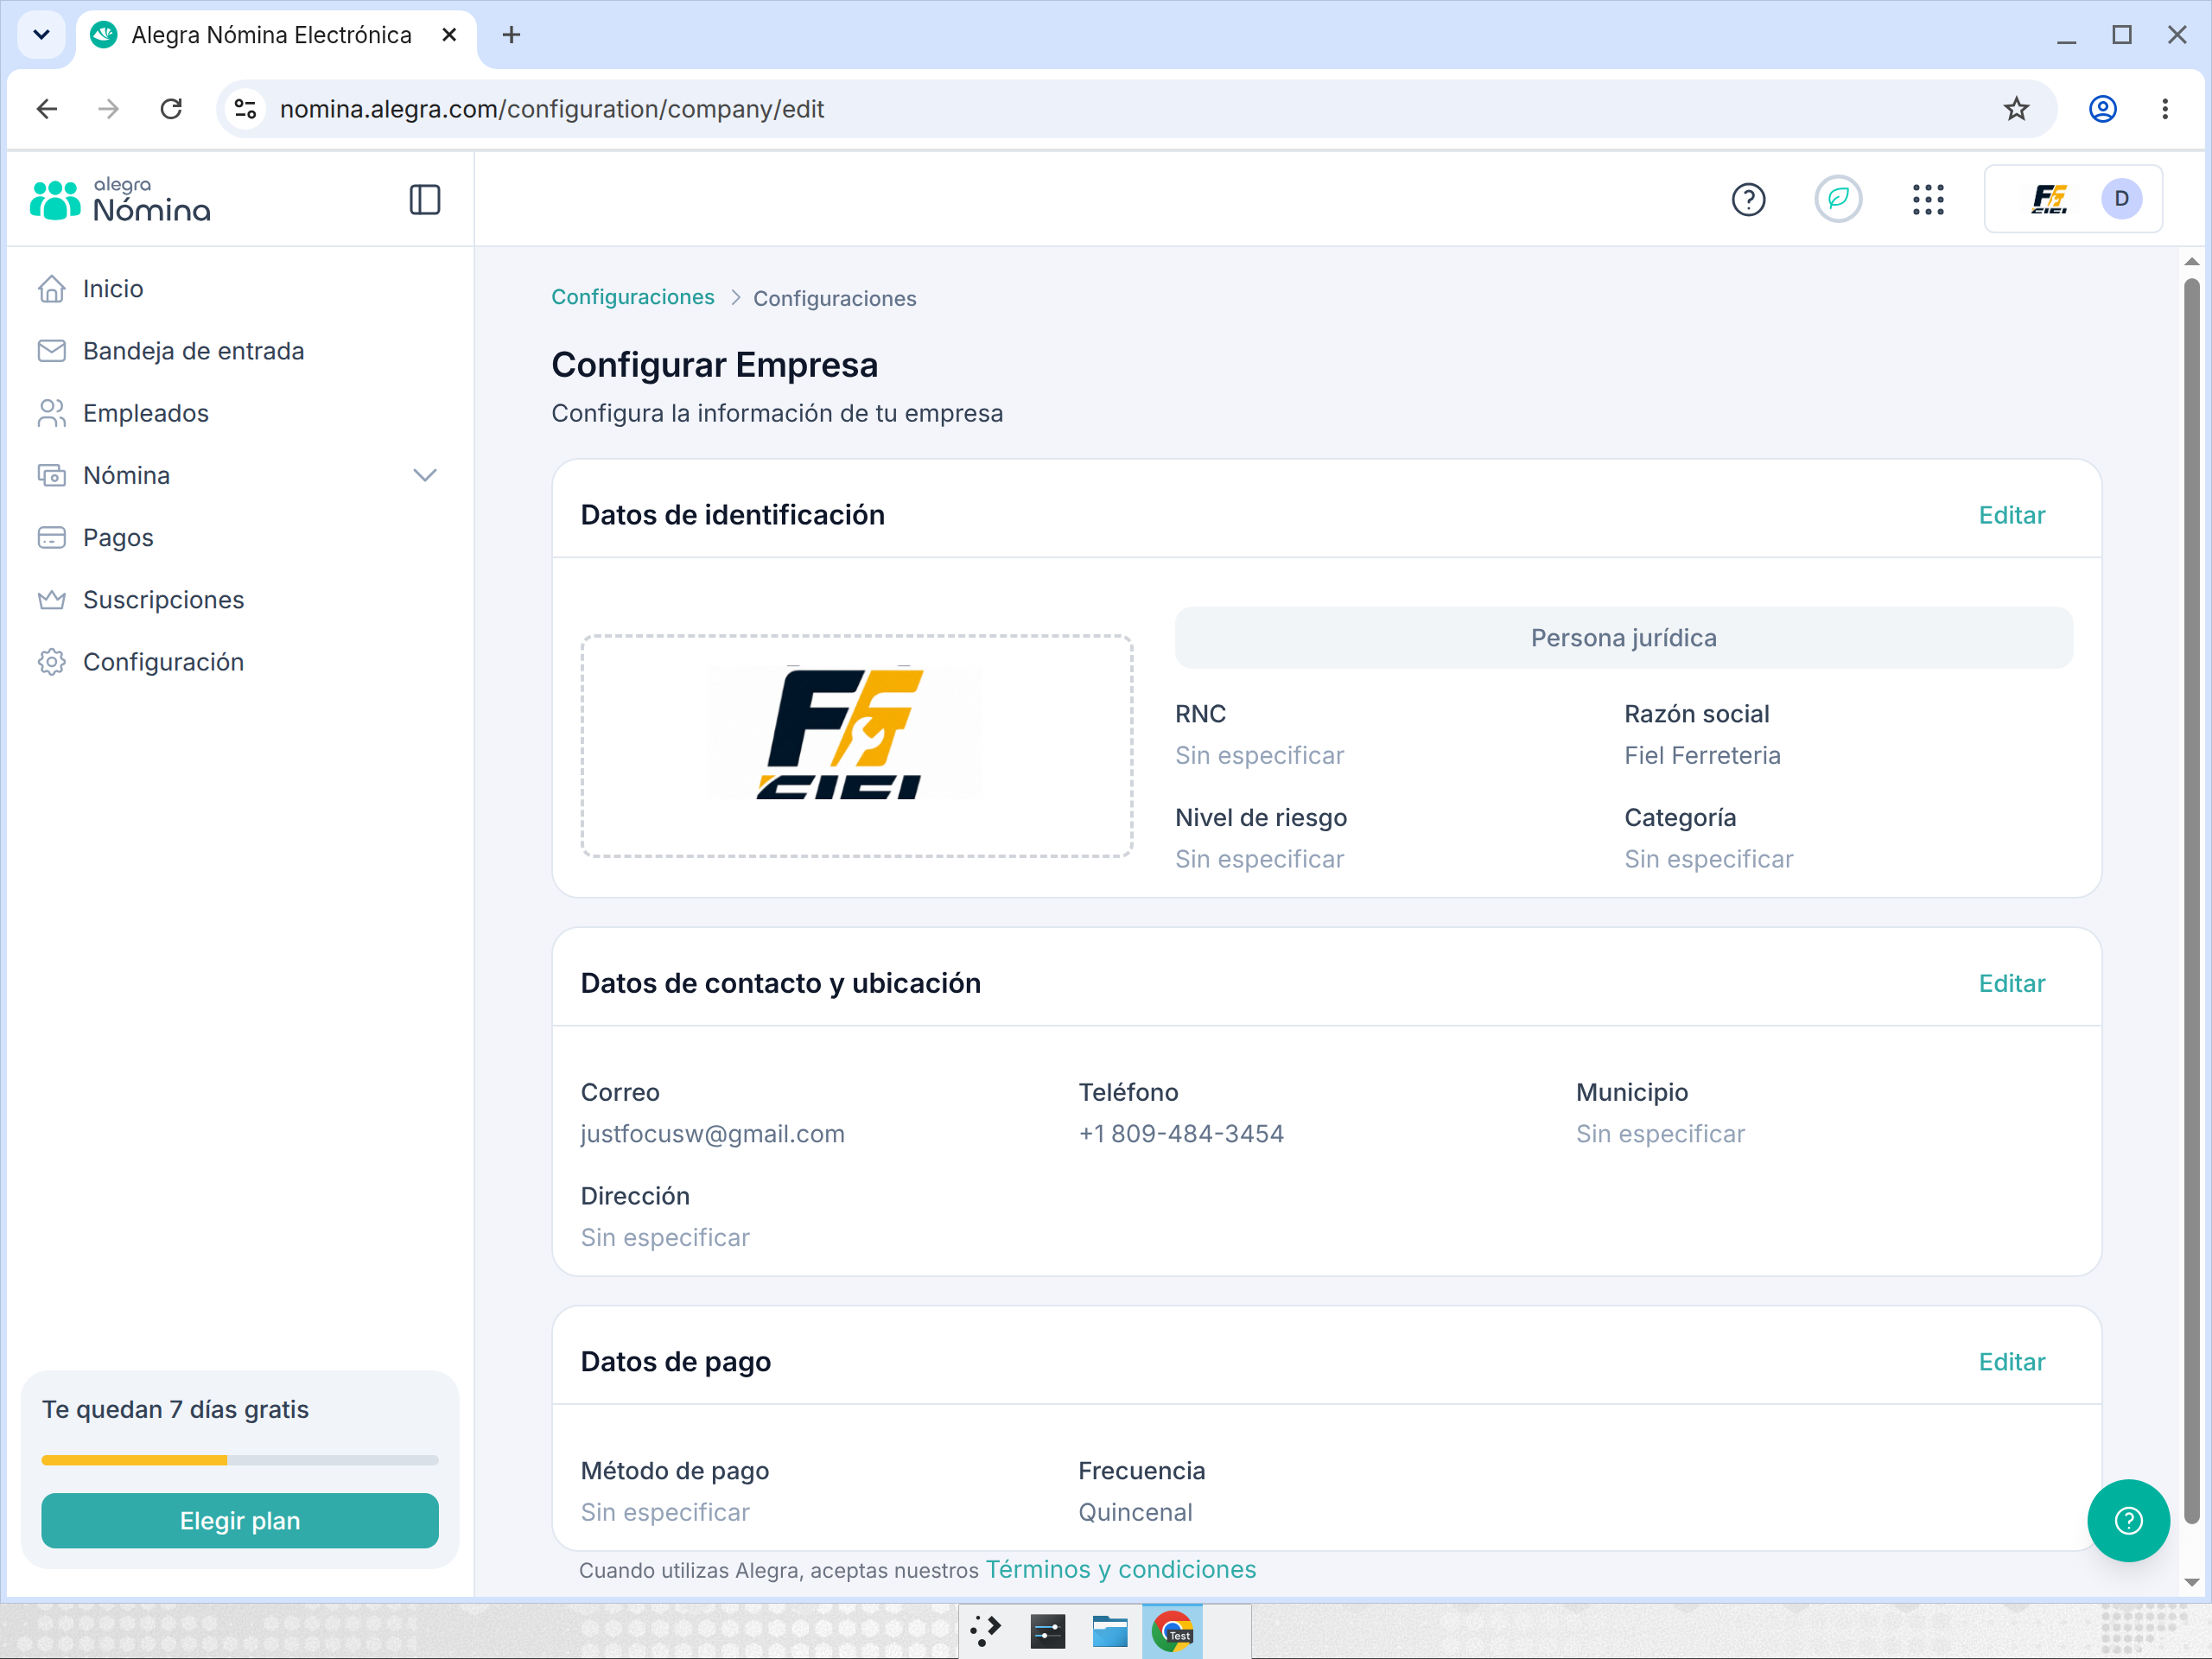 Alegra Nómina Electrónica
nomina.alegra.com/configuration/company/edit
alegra
Nómina
D
Inicio
Bandeja de entrada
Empleados
Nómina
Pagos
Suscripciones
Configuración
Te quedan 7 días gratis
Elegir plan
Configuraciones > Configuraciones
Configurar Empresa
Configura la información de tu empresa
Datos de identificación
Editar
Persona jurídica
RNC
Razón social
Sin especificar
Fiel Ferreteria
Nivel de riesgo
Categoría
Sin especificar
Sin especificar
Datos de contacto y ubicación
Editar
Correo
Teléfono
Municipio
justfocusw@gmail.com
+1 809-484-3454
Sin especificar
Dirección
Sin especificar
Datos de pago
Editar
Método de pago
Frecuencia
Sin especificar
Quincenal
Cuando utilizas Alegra, aceptas nuestros Términos y condiciones
Test